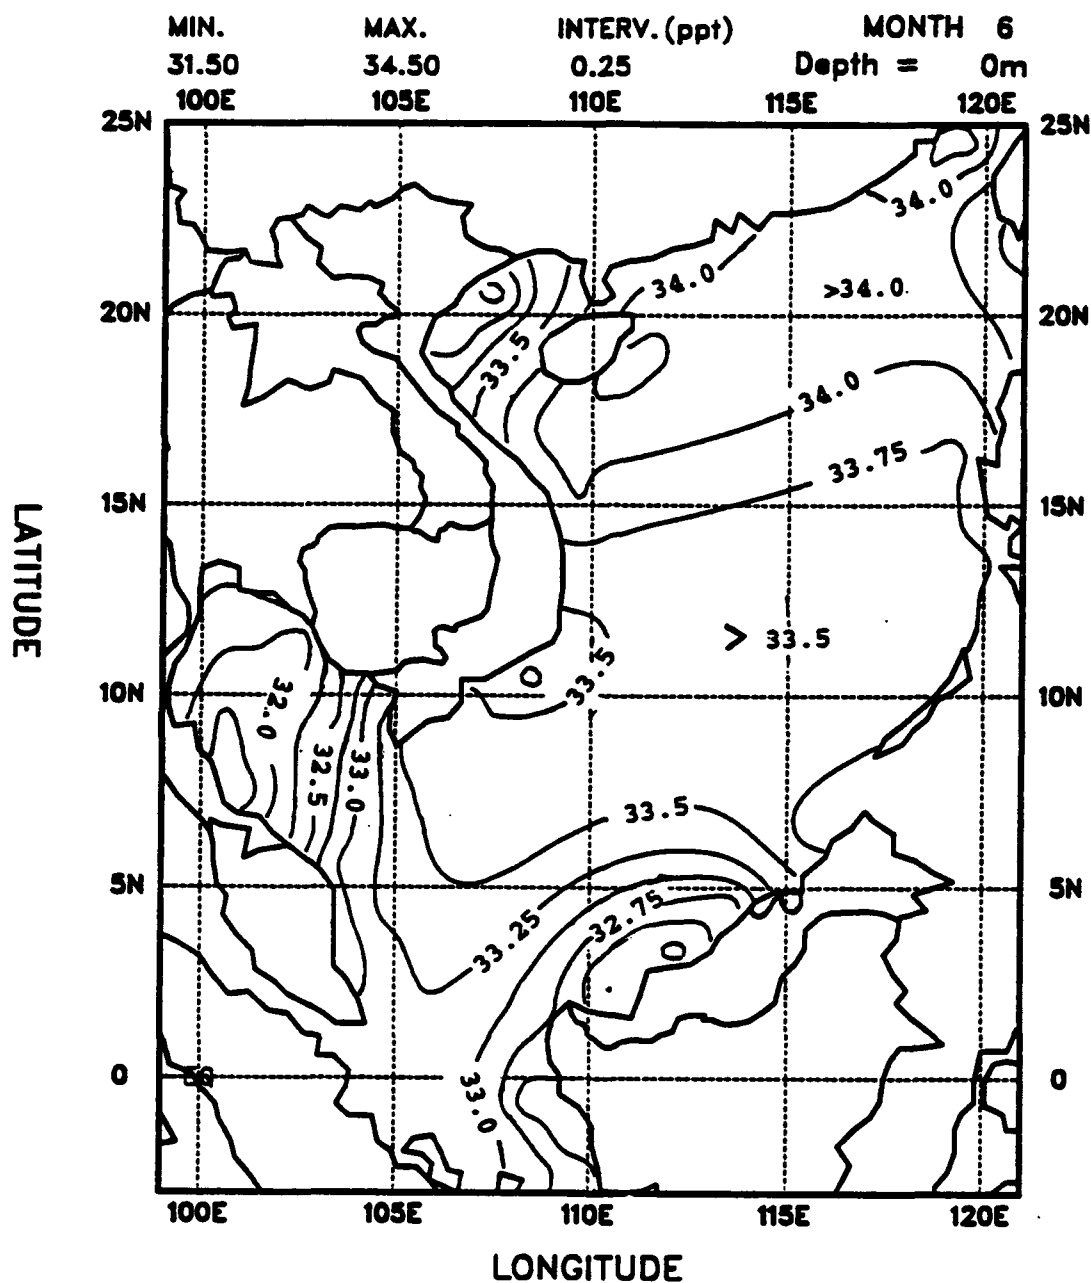 MIN. MAX. INTERV.(ppt) MONTH 6
31.50 34.50 0.25 Depth = 0m
100E 105E 110E 115E 120E
25N 25N
34.0
34.0
>34.0
20N 20N
33.5
34.0
33.75
15N 15N
> 33.5
33.5
10N 10N
32.0
32.5
33.0
33.5
5N 5N
32.75
33.25
0 0
33.0
100E 105E 110E 115E 120E
LATITUDE
LONGITUDE